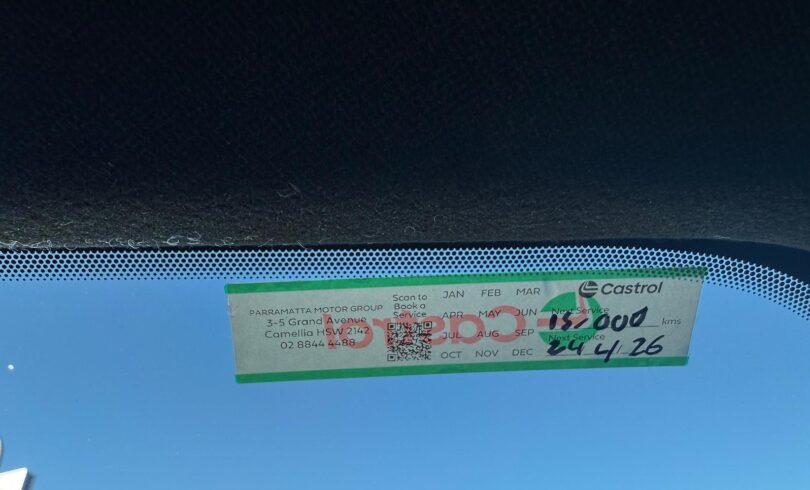 PARRAMATTA MOTOR GROUP
3-5 Grand Avenue
Camellia NSW 2142
02 8844 4488
Scan to
Book a
Service
JAN FEB MAR
APR MAY JUN
JUL AUG SEP
OCT NOV DEC
Castrol
Next Service
15,000 kms
Next Service
24 4 26
Castrol